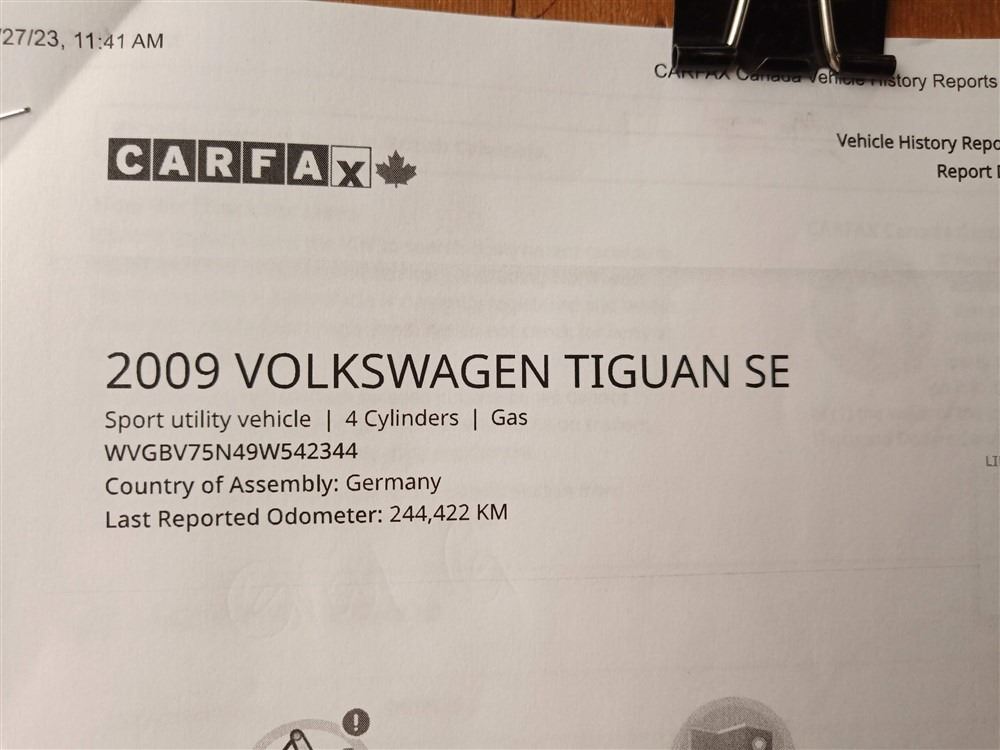 /27/23, 11:41 AM
CARFAX Canada Vehicle History Reports
CARFAX
Vehicle History Repo
Report D
2009 VOLKSWAGEN TIGUAN SE
Sport utility vehicle | 4 Cylinders | Gas
WVGBV75N49W542344
Country of Assembly: Germany
Last Reported Odometer: 244,422 KM
LI